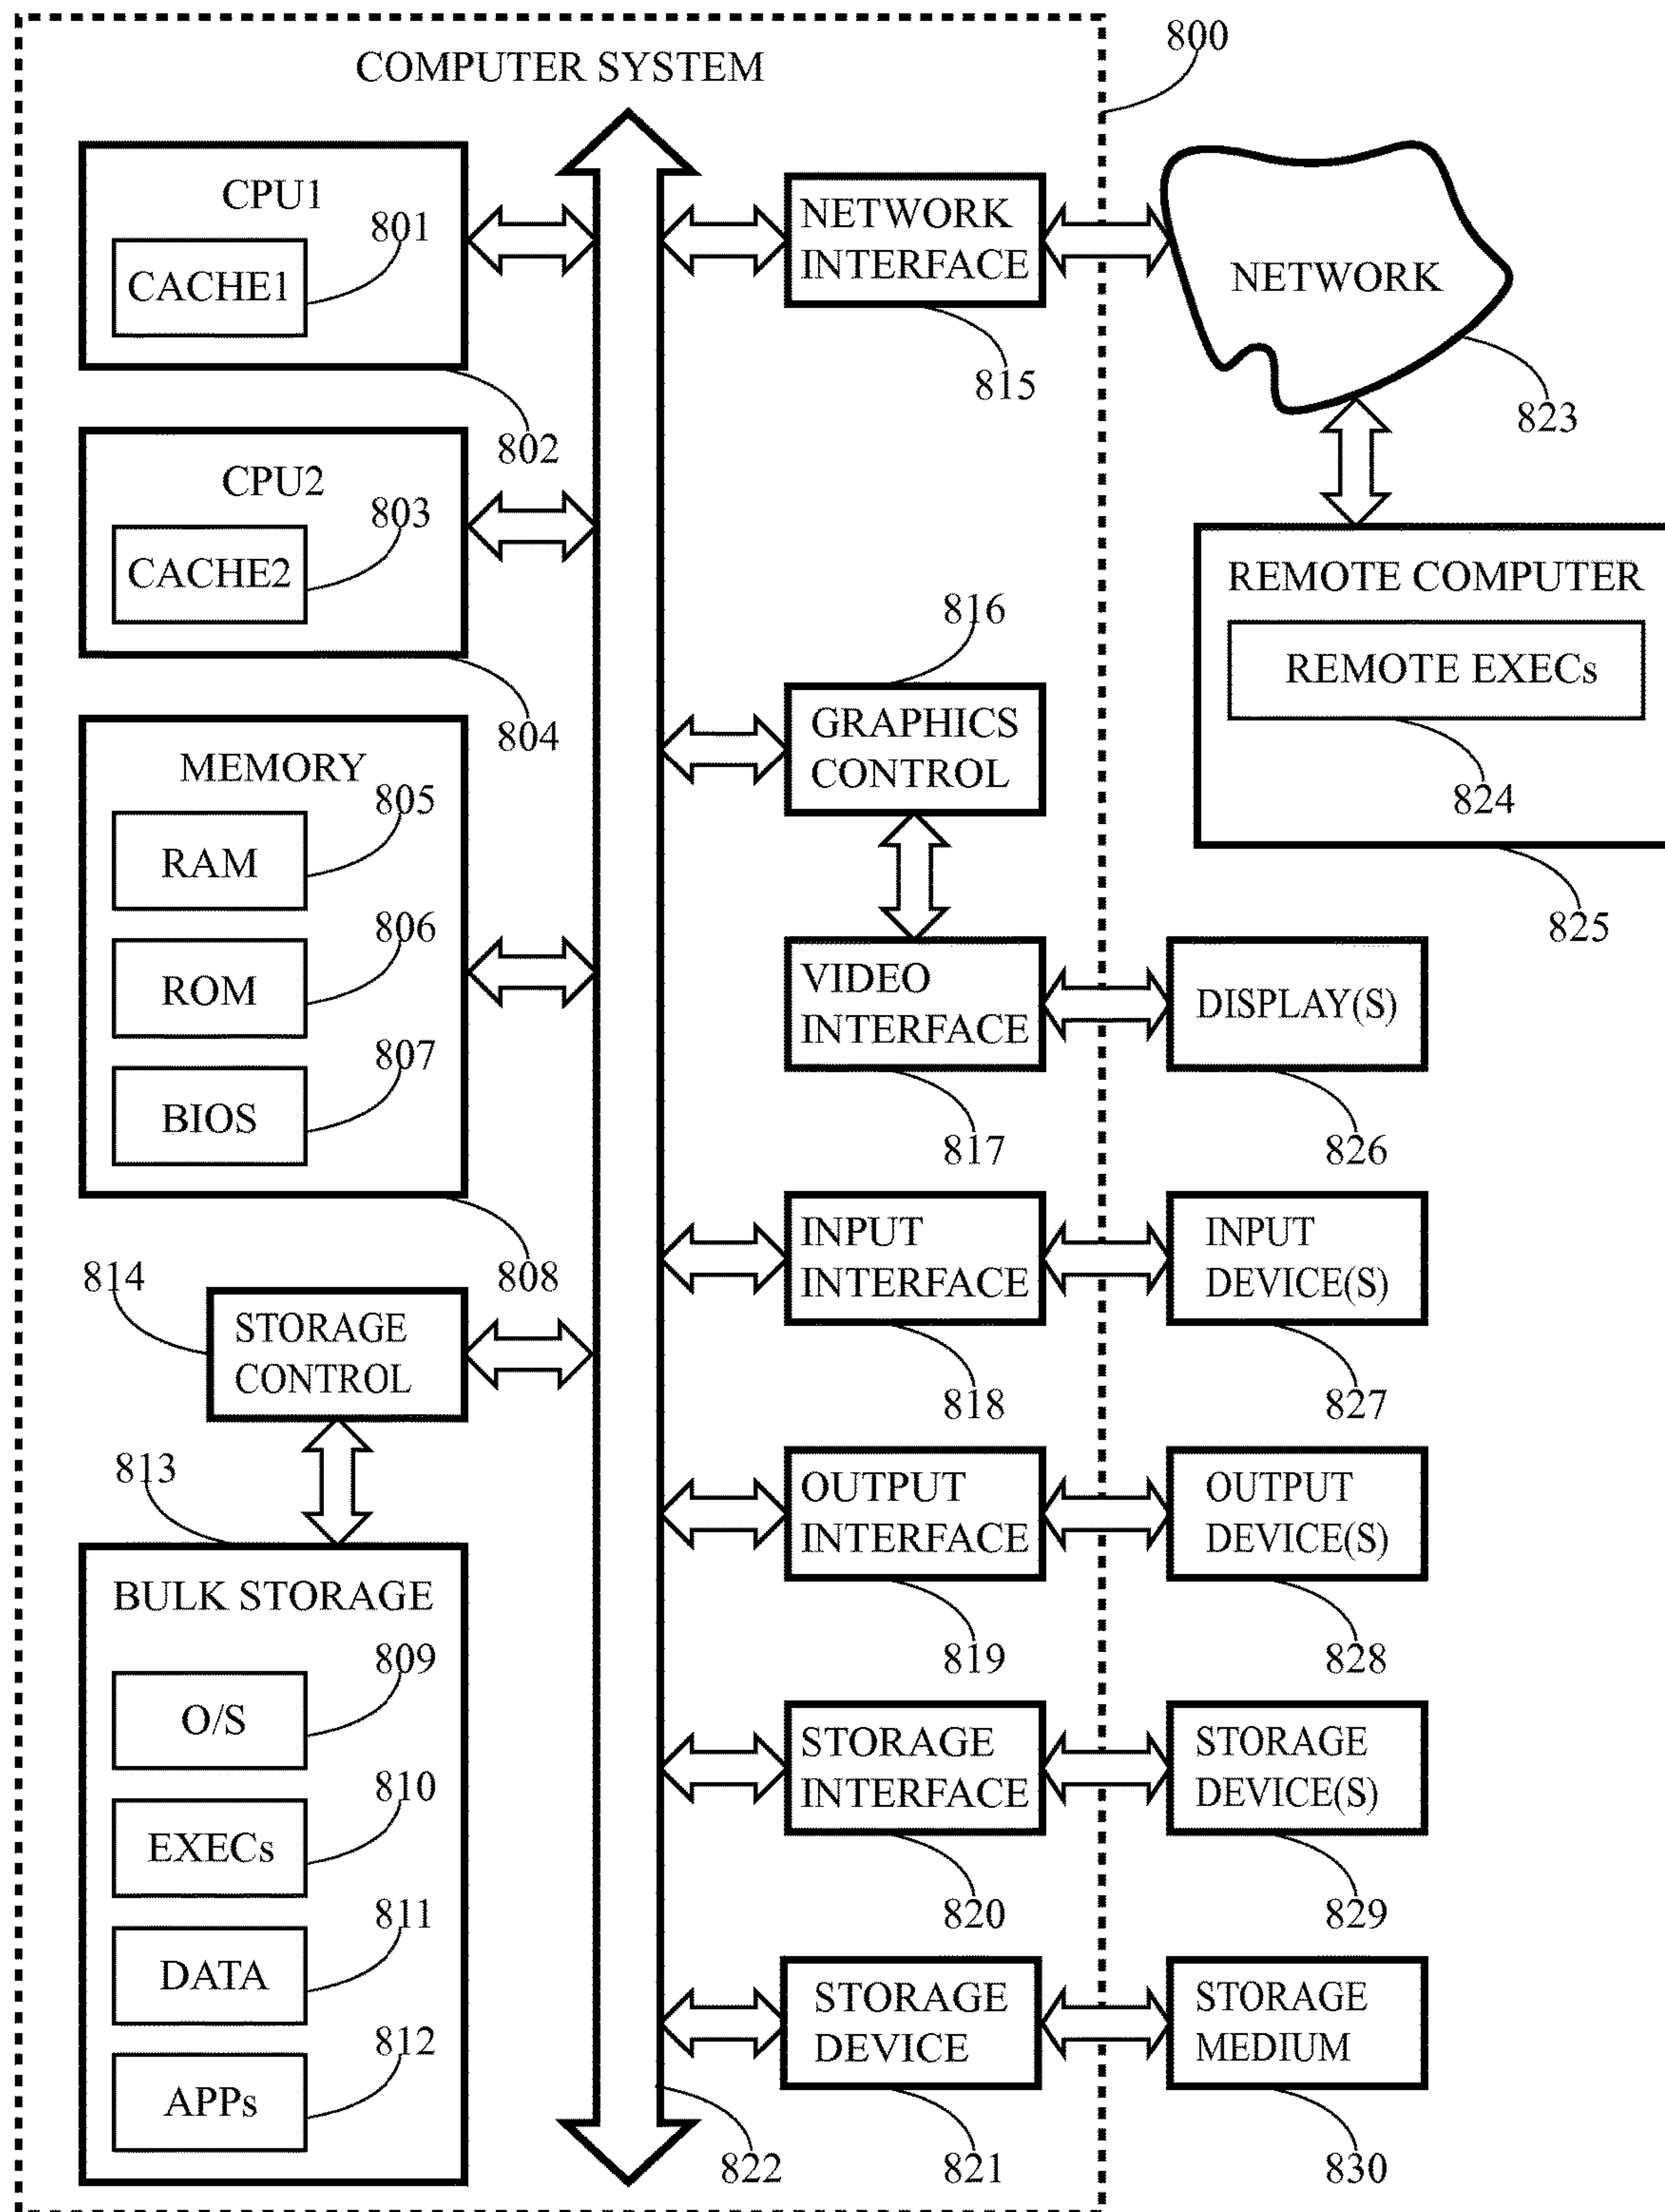 COMPUTER SYSTEM
800
CPU1
801
CACHE1
802
CPU2
803
CACHE2
804
MEMORY
805
RAM
806
ROM
807
BIOS
808
814
STORAGE
CONTROL
813
BULK STORAGE
809
O/S
810
EXECs
811
DATA
812
APPs
822
NETWORK
INTERFACE
815
NETWORK
823
REMOTE COMPUTER
REMOTE EXECs
824
825
816
GRAPHICS
CONTROL
VIDEO
INTERFACE
817
DISPLAY(S)
826
INPUT
INTERFACE
818
INPUT
DEVICE(S)
827
OUTPUT
INTERFACE
819
OUTPUT
DEVICE(S)
828
STORAGE
INTERFACE
820
STORAGE
DEVICE(S)
829
STORAGE
DEVICE
821
STORAGE
MEDIUM
830